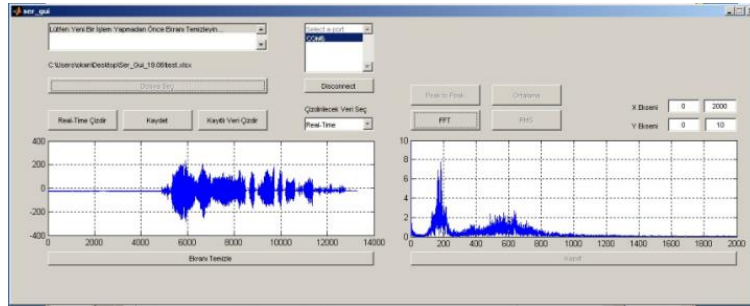 ser_gui
Lütfen Yeni Bir İşlem Yapmadan Önce Ekranı Temizleyin...
Select a port
COM5
C:\Users\okan\Desktop\Ser_Gui_18.06\test.xlsx
Dosya Seç
Disconnect
Peak to Peak
Ortalama
X Ekseni 0 2000
Real-Time Çizdir
Kaydet
Kayıtlı Veri Çizdir
Çizdirilecek Veri Seç
Real-Time
FFT
RMS
Y Ekseni 0 10
400
200
0
-200
-400
0 2000 4000 6000 8000 10000 12000 14000
10
8
6
4
2
0
0 200 400 600 800 1000 1200 1400 1600 1800 2000
Ekranı Temizle
Kaydet